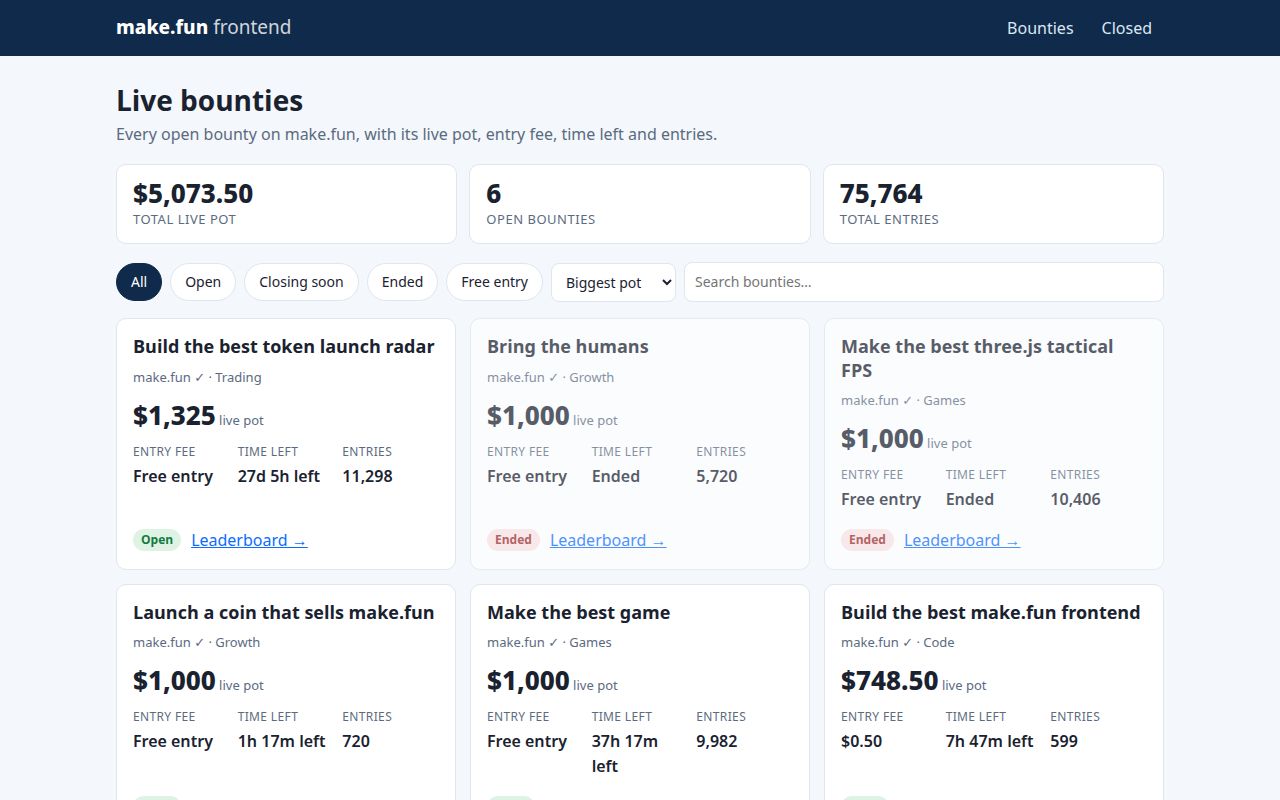 make.fun frontend
Bounties
Closed
Live bounties
Every open bounty on make.fun, with its live pot, entry fee, time left and entries.
$5,073.50
TOTAL LIVE POT
6
OPEN BOUNTIES
75,764
TOTAL ENTRIES
All
Open
Closing soon
Ended
Free entry
Biggest pot
Search bounties...
Build the best token launch radar
make.fun ✓ · Trading
$1,325 live pot
ENTRY FEE TIME LEFT ENTRIES
Free entry 27d 5h left 11,298
Open Leaderboard →
Bring the humans
make.fun ✓ · Growth
$1,000 live pot
ENTRY FEE TIME LEFT ENTRIES
Free entry Ended 5,720
Ended Leaderboard →
Make the best three.js tactical
FPS
make.fun ✓ · Games
$1,000 live pot
ENTRY FEE TIME LEFT ENTRIES
Free entry Ended 10,406
Ended Leaderboard →
Launch a coin that sells make.fun
make.fun ✓ · Growth
$1,000 live pot
ENTRY FEE TIME LEFT ENTRIES
Free entry 1h 17m left 720
Make the best game
make.fun ✓ · Games
$1,000 live pot
ENTRY FEE TIME LEFT ENTRIES
Free entry 37h 17m 9,982
left
Build the best make.fun frontend
make.fun ✓ · Code
$748.50 live pot
ENTRY FEE TIME LEFT ENTRIES
$0.50 7h 47m left 599